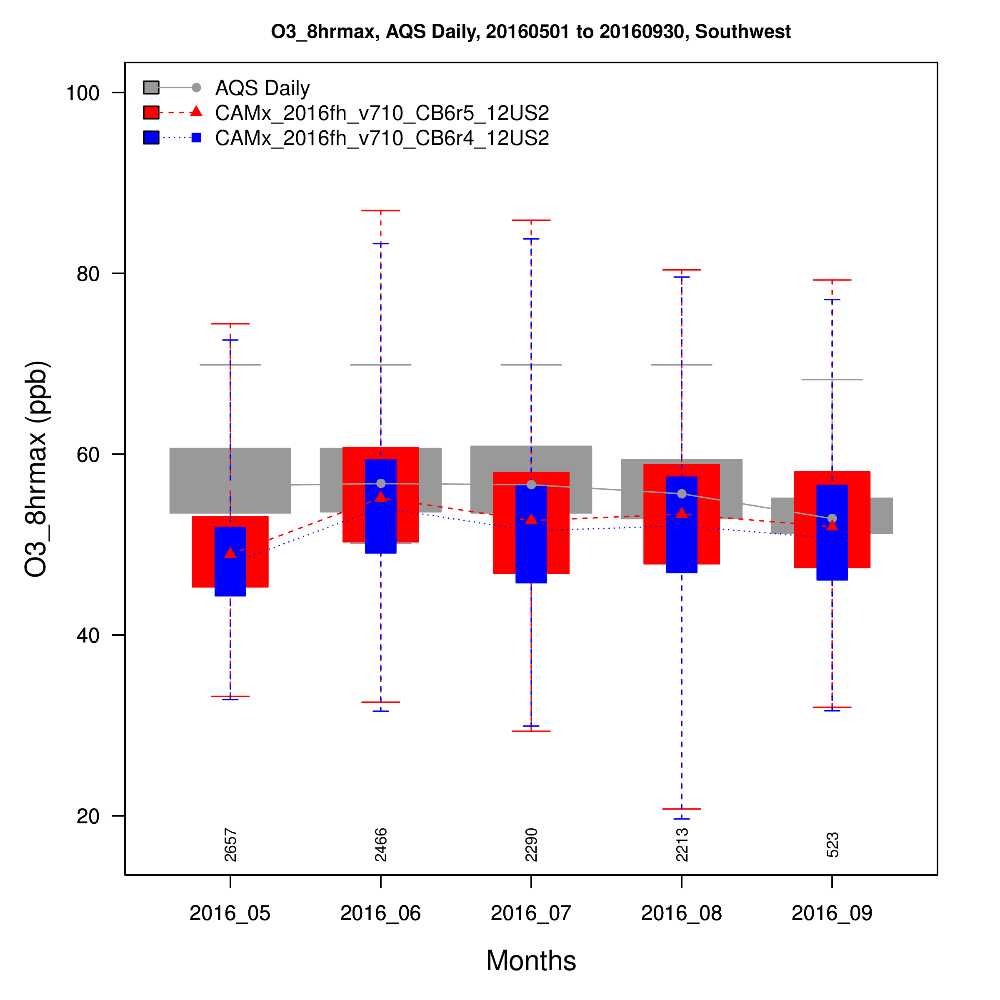 O3_8hrmax, AQS Daily, 20160501 to 20160930, Southwest
AQS Daily
CAMx_2016fh_v710_CB6r5_12US2
CAMx_2016fh_v710_CB6r4_12US2
100
80
60
40
20
O3_8hrmax (ppb)
2657
2466
2290
2213
523
2016_05
2016_06
2016_07
2016_08
2016_09
Months